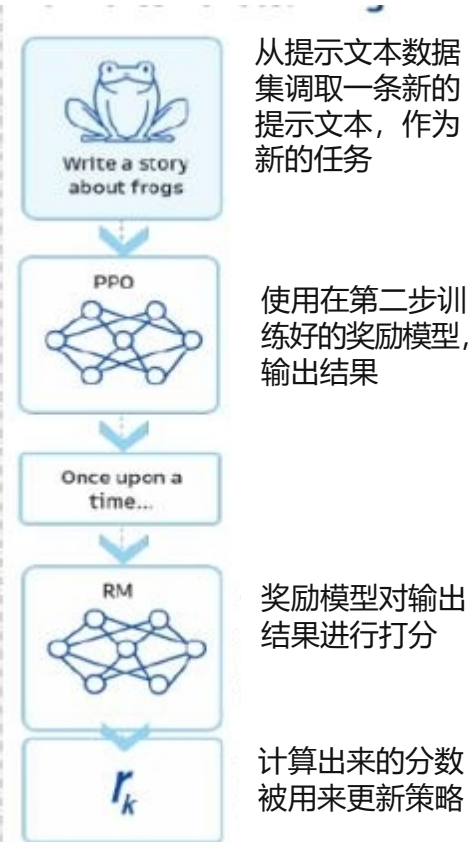 从提示文本数据
集调取一条新的
提示文本，作为
新的任务
Write a story
about frogs
PPO
使用在第二步训
练好的奖励模型，
输出结果
Once upon a
time...
RM
奖励模型对输出
结果进行打分
r_k
计算出来的分数
被用来更新策略